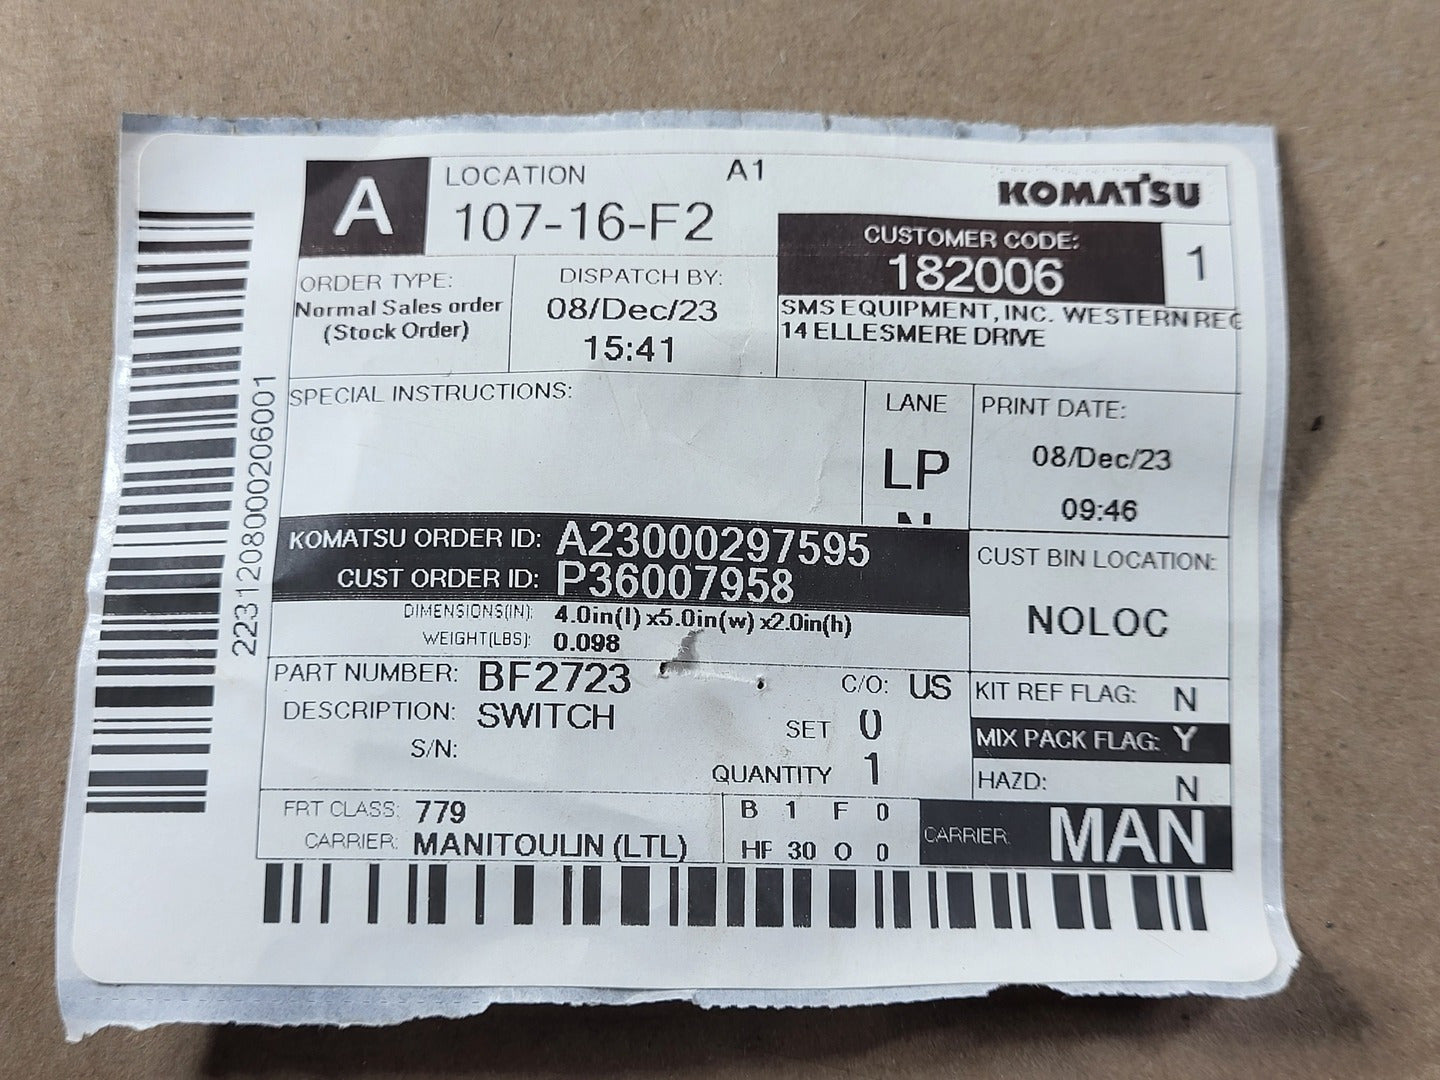 A
LOCATION
A1
107-16-F2
KOMATSU
CUSTOMER CODE:
182006
1
SMS EQUIPMENT, INC. WESTERN REG
14 ELLESMERE DRIVE
ORDER TYPE:
Normal Sales order
(Stock Order)
DISPATCH BY:
08/Dec/23
15:41
SPECIAL INSTRUCTIONS:
LANE
LP
PRINT DATE:
08/Dec/23
09:46
KOMATSU ORDER ID: A23000297595
CUST ORDER ID: P36007958
DIMENSIONS(IN): 4.0in(l) x5.0in(w) x2.0in(h)
WEIGHT(LBS): 0.098
CUST BIN LOCATION:
NOLOC
PART NUMBER: BF2723
C/O: US
DESCRIPTION: SWITCH
SET 0
S/N:
QUANTITY 1
KIT REF FLAG: N
MIX PACK FLAG: Y
HAZD: N
FRT CLASS: 779
CARRIER: MANITOULIN (LTL)
B 1 F 0
HF 30 O 0
CARRIER: MAN
2231208000206001